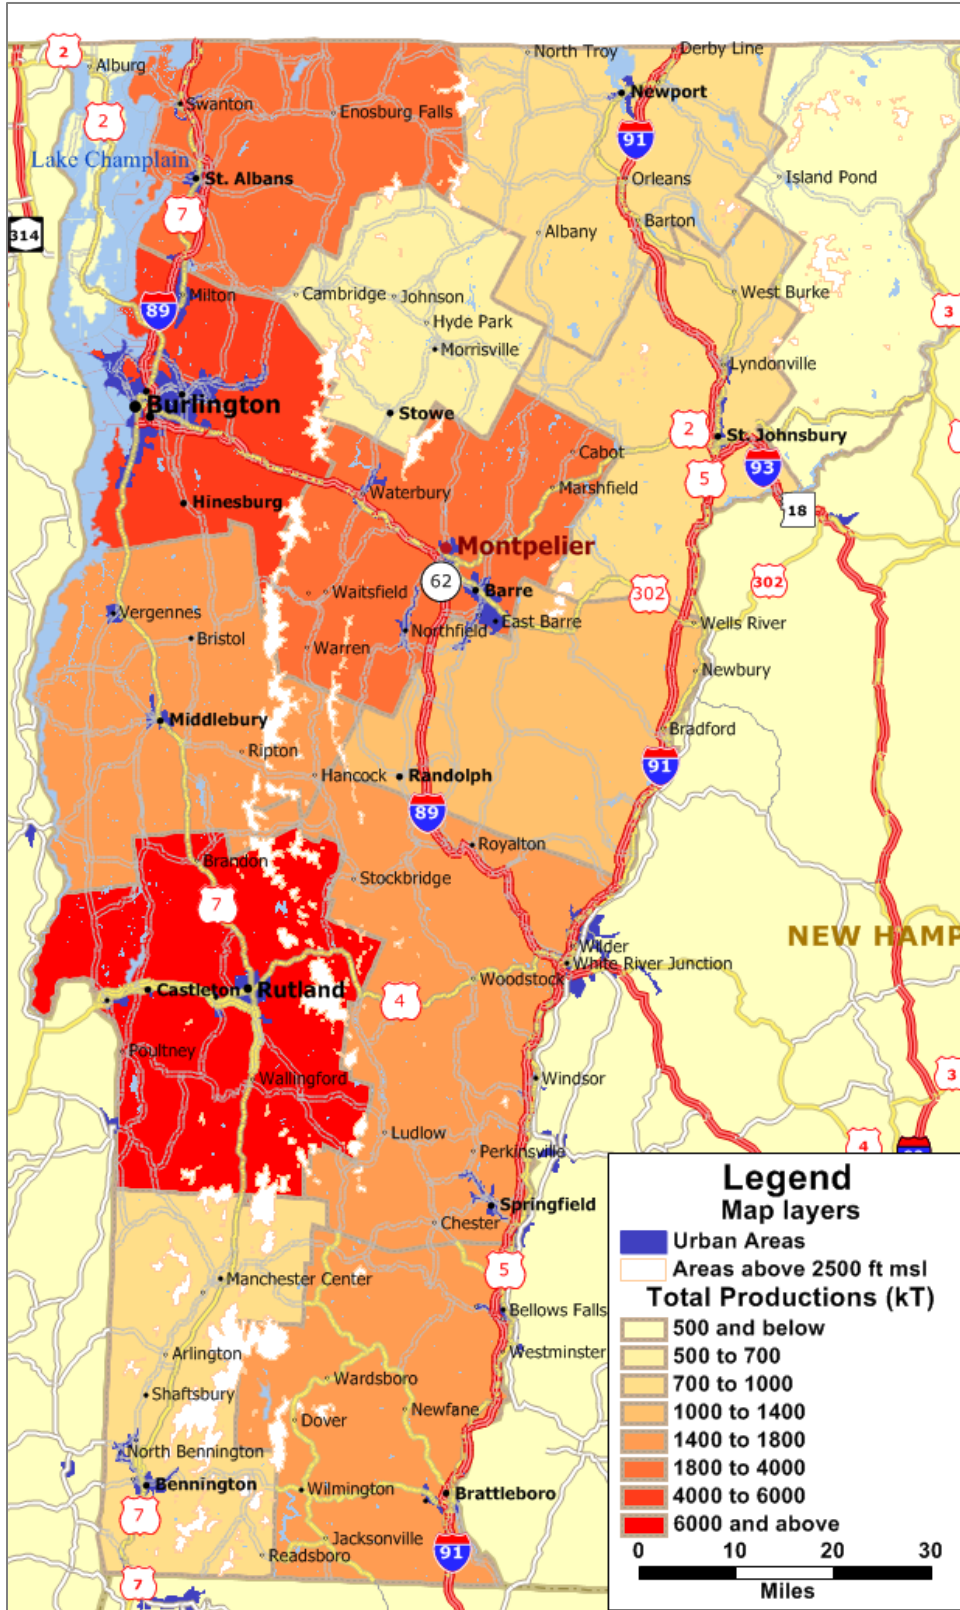 North Troy
Derby Line
2
Alburg
Newport
Swanton
Enosburg Falls
2
91
Lake Champlain
St. Albans
Orleans
Island Pond
7
Barton
314
Albany
Milton
Cambridge
Johnson
West Burke
89
3
Hyde Park
Morrisville
Lyndonville
Burlington
Stowe
2
St. Johnsbury
Cabot
93
5
Waterbury
Marshfield
Hinesburg
18
Montpelier
62
302
302
Barre
Waitsfield
Vergennes
East Barre
Wells River
Bristol
Northfield
Warren
Newbury
Middlebury
Bradford
Ripton
91
Hancock
Randolph
89
Royalton
Brandon
Stockbridge
7
NEW HAMP
Wilder
White River Junction
Woodstock
Castleton
Rutland
4
Poultney
Windsor
3
Wallingford
Ludlow
4
Perkinsville
Springfield
Chester
5
Manchester Center
Bellows Falls
Arlington
Westminster
Wardsboro
Shaftsbury
Newfane
Dover
North Bennington
Bennington
Wilmington
Brattleboro
7
Jacksonville
91
Readsboro
7
Legend
Map layers
Urban Areas
Areas above 2500 ft msl
Total Productions (kT)
500 and below
500 to 700
700 to 1000
1000 to 1400
1400 to 1800
1800 to 4000
4000 to 6000
6000 and above
0 10 20 30
Miles